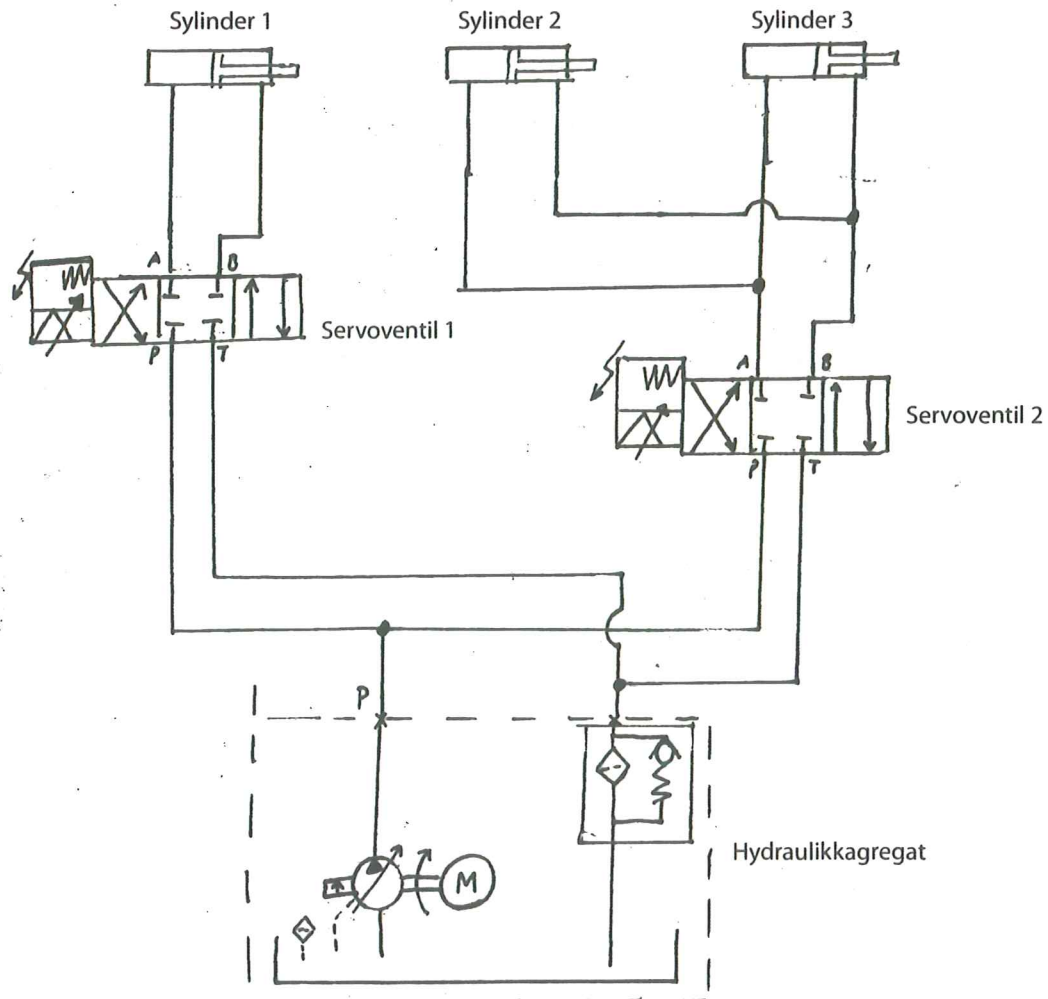 Sylinder 1
Sylinder 2
Sylinder 3
A B
Servoventil 1
P T
A B
Servoventil 2
P T
P
Hydraulikkagregat
M